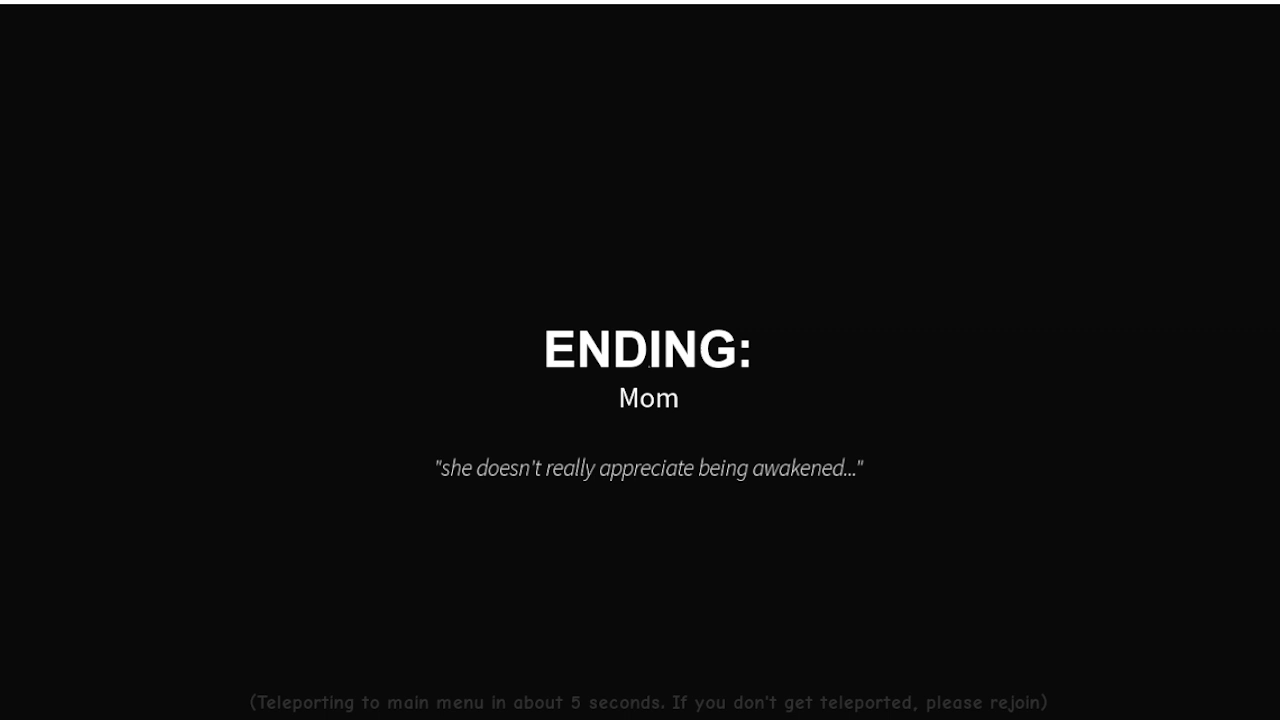 ENDING:
Mom
"she doesn't really appreciate being awakened..."
(Teleporting to main menu in about 5 seconds. If you don't get teleported, please rejoin)